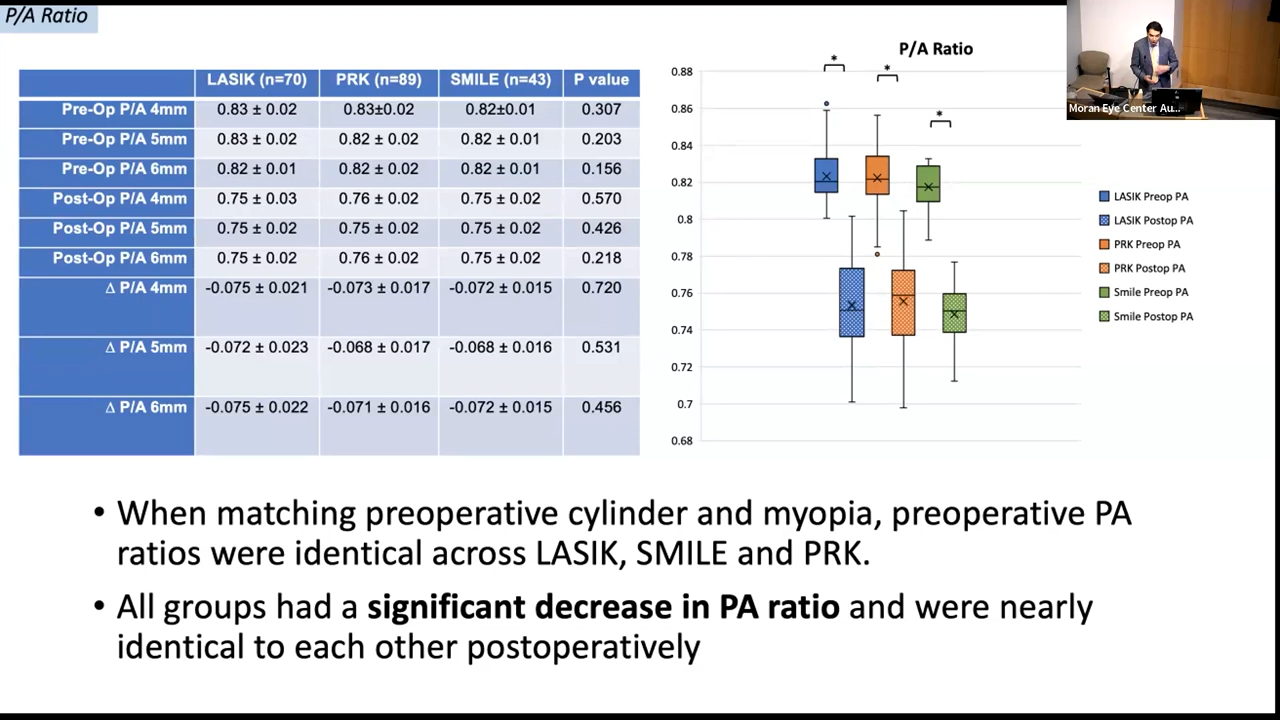 P/A Ratio
LASIK (n=70) PRK (n=89) SMILE (n=43) P value
Pre-Op P/A 4mm 0.83 ± 0.02 0.83±0.02 0.82±0.01 0.307
Pre-Op P/A 5mm 0.83 ± 0.02 0.82 ± 0.02 0.82 ± 0.01 0.203
Pre-Op P/A 6mm 0.82 ± 0.01 0.82 ± 0.02 0.82 ± 0.01 0.156
Post-Op P/A 4mm 0.75 ± 0.03 0.76 ± 0.02 0.75 ± 0.02 0.570
Post-Op P/A 5mm 0.75 ± 0.02 0.75 ± 0.02 0.75 ± 0.02 0.426
Post-Op P/A 6mm 0.75 ± 0.02 0.76 ± 0.02 0.75 ± 0.02 0.218
Δ P/A 4mm -0.075 ± 0.021 -0.073 ± 0.017 -0.072 ± 0.015 0.720
Δ P/A 5mm -0.072 ± 0.023 -0.068 ± 0.017 -0.068 ± 0.016 0.531
Δ P/A 6mm -0.075 ± 0.022 -0.071 ± 0.016 -0.072 ± 0.015 0.456
P/A Ratio
* * *
0.88
0.86
0.84
0.82
0.8
0.78
0.76
0.74
0.72
0.7
0.68
LASIK Preop PA
LASIK Postop PA
PRK Preop PA
PRK Postop PA
Smile Preop PA
Smile Postop PA
Moran Eye Center Au...
• When matching preoperative cylinder and myopia, preoperative PA
ratios were identical across LASIK, SMILE and PRK.
• All groups had a significant decrease in PA ratio and were nearly
identical to each other postoperatively